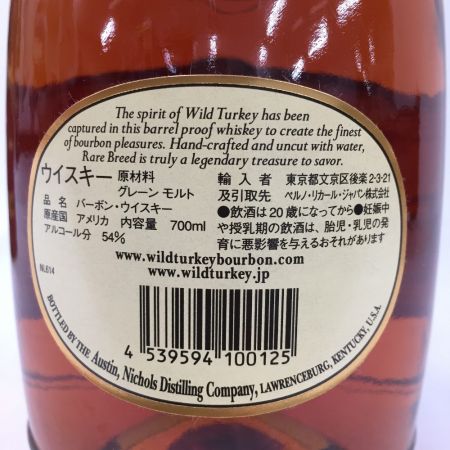 The spirit of Wild Turkey has been
captured in this barrel proof whiskey to create the finest
of bourbon pleasures. Hand-crafted and uncut with water,
Rare Breed is truly a legendary treasure to savor.
ウイスキー 原材料
グレーン モルト
品 名 バーボン・ウイスキー
原産国 アメリカ 内容量 700ml
アルコール分 54%
輸 入 者 東京都文京区後楽2-3-21
及引取先 ペルノ・リカール・ジャパン株式会社
●飲酒は20歳になってから●妊娠中
や授乳期の飲酒は、胎児・乳児の発
育に悪影響を与えるおそれがあります
www.wildturkeybourbon.com
www.wildturkey.jp
NL614
4 539594 100125
BOTTLED BY THE Austin, Nichols Distilling Company, LAWRENCEBURG, KENTUCKY, U.S.A.